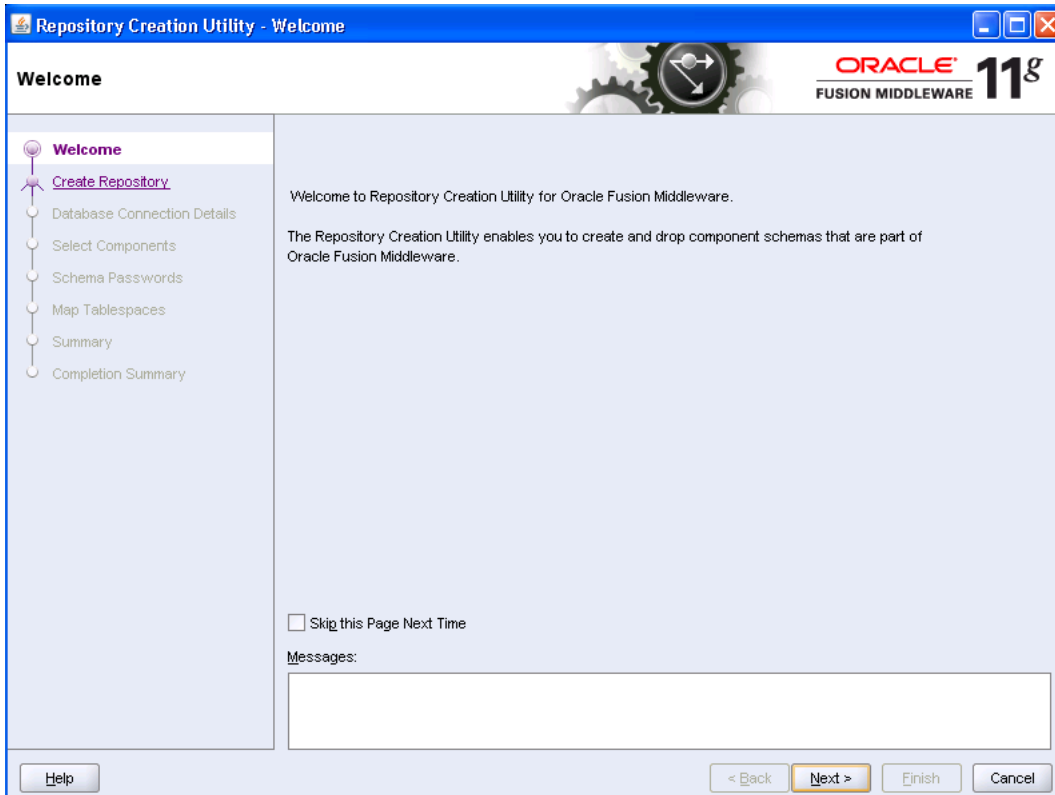 Repository Creation Utility - Welcome
Welcome
ORACLE
FUSION MIDDLEWARE
11g
Welcome
Create Repository
Database Connection Details
Select Components
Schema Passwords
Map Tablespaces
Summary
Completion Summary
Welcome to Repository Creation Utility for Oracle Fusion Middleware.
The Repository Creation Utility enables you to create and drop component schemas that are part of
Oracle Fusion Middleware.
Skip this Page Next Time
Messages:
Help
< Back
Next >
Finish
Cancel